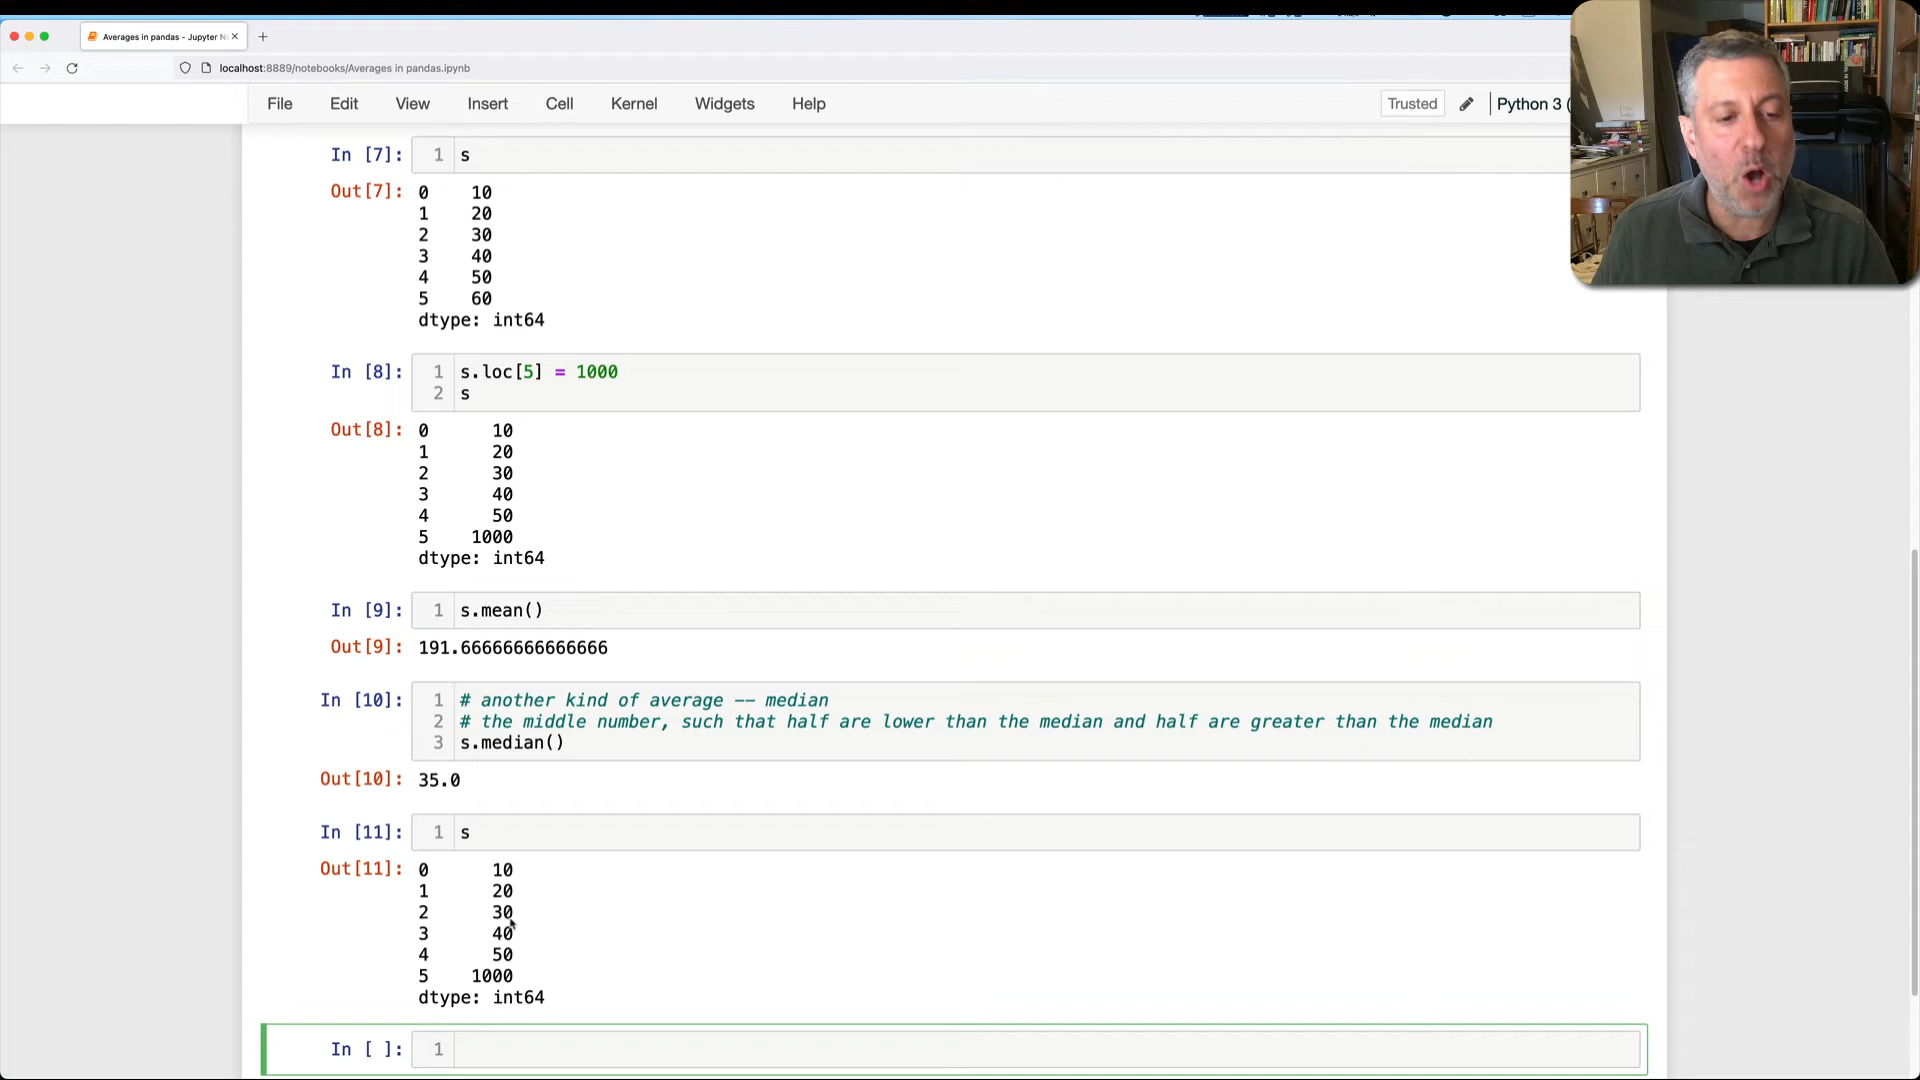 Averages in pandas - Jupyter
localhost:8889/notebooks/Averages in pandas.ipynb
File Edit View Insert Cell Kernel Widgets Help Trusted Python 3 (
In [7]: 1 s
Out[7]: 0 10
1 20
2 30
3 40
4 50
5 60
dtype: int64
In [8]: 1 s.loc[5] = 1000
2 s
Out[8]: 0 10
1 20
2 30
3 40
4 50
5 1000
dtype: int64
In [9]: 1 s.mean()
Out[9]: 191.66666666666666
In [10]: 1 # another kind of average -- median
2 # the middle number, such that half are lower than the median and half are greater than the median
3 s.median()
Out[10]: 35.0
In [11]: 1 s
Out[11]: 0 10
1 20
2 30
3 40
4 50
5 1000
dtype: int64
In [ ]: 1